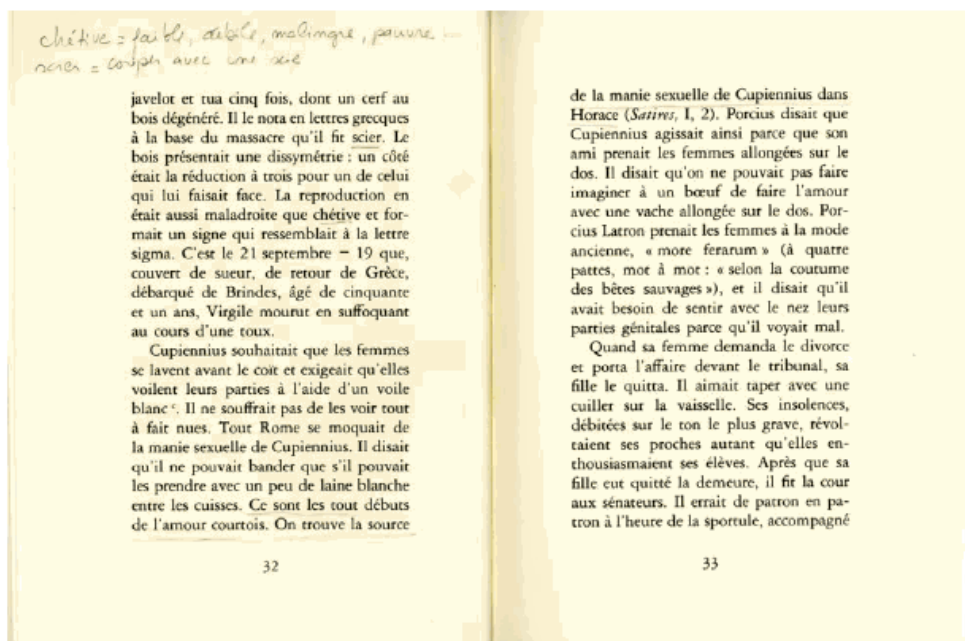 chétive = faible, debile, malingre, pauvre
scier = couper avec une scie
javelot et tua cinq fois, dont un cerf au
bois dégénéré. Il le nota en lettres grecques
à la base du massacre qu'il fit scier. Le
bois présentait une dissymétrie : un côté
était la réduction à trois pour un de celui
qui lui faisait face. La reproduction en
était aussi maladroite que chétive et for-
mait un signe qui ressemblait à la lettre
sigma. C'est le 21 septembre – 19 que,
couvert de sueur, de retour de Grèce,
débarqué de Brindes, âgé de cinquante
et un ans, Virgile mourut en suffoquant
au cours d'une toux.
Cupiennius souhaitait que les femmes
se lavent avant le coït et exigeait qu'elles
voilent leurs parties à l'aide d'un voile
blanc c. Il ne souffrait pas de les voir tout
à fait nues. Tout Rome se moquait de
la manie sexuelle de Cupiennius. Il disait
qu'il ne pouvait bander que s'il pouvait
les prendre avec un peu de laine blanche
entre les cuisses. Ce sont les tout débuts
de l'amour courtois. On trouve la source
32
de la manie sexuelle de Cupiennius dans
Horace (Satires, I, 2). Porcius disait que
Cupiennius agissait ainsi parce que son
ami prenait les femmes allongées sur le
dos. Il disait qu'on ne pouvait pas faire
imaginer à un bœuf de faire l'amour
avec une vache allongée sur le dos. Por-
cius Latron prenait les femmes à la mode
ancienne, « more ferarum » (à quatre
pattes, mot à mot : « selon la coutume
des bêtes sauvages »), et il disait qu'il
avait besoin de sentir avec le nez leurs
parties génitales parce qu'il voyait mal.
Quand sa femme demanda le divorce
et porta l'affaire devant le tribunal, sa
fille le quitta. Il aimait taper avec une
cuiller sur la vaisselle. Ses insolences,
débitées sur le ton le plus grave, révol-
taient ses proches autant qu'elles en-
thousiasmaient ses élèves. Après que sa
fille eut quitté la demeure, il fit la cour
aux sénateurs. Il errait de patron en pa-
tron à l'heure de la sportule, accompagné
33